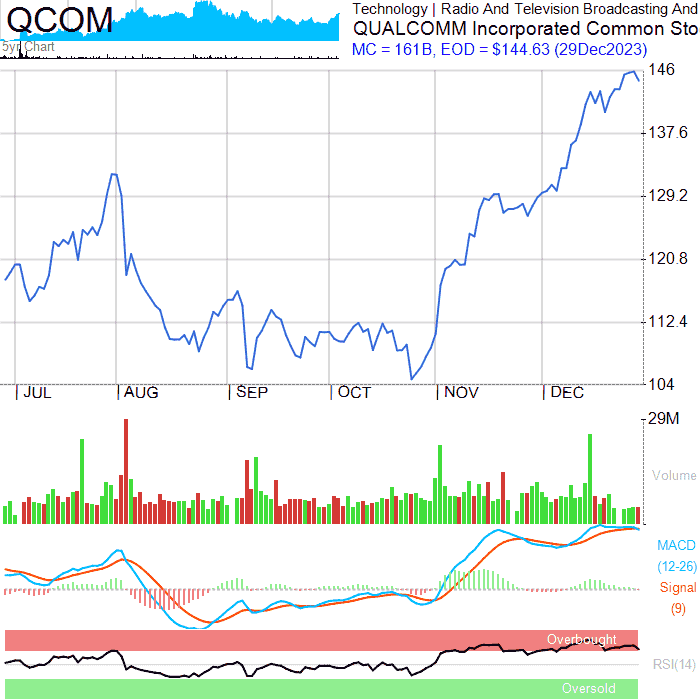 QCOM
5yr Chart
Technology | Radio And Television Broadcasting And
QUALCOMM Incorporated Common Sto
MC = 161B, EOD = $144.63 (29Dec2023)
146
137.6
129.2
120.8
112.4
104
JUL AUG SEP OCT NOV DEC
29M
Volume
MACD
(12-26)
Signal
(9)
Overbought
RSI(14)
Oversold